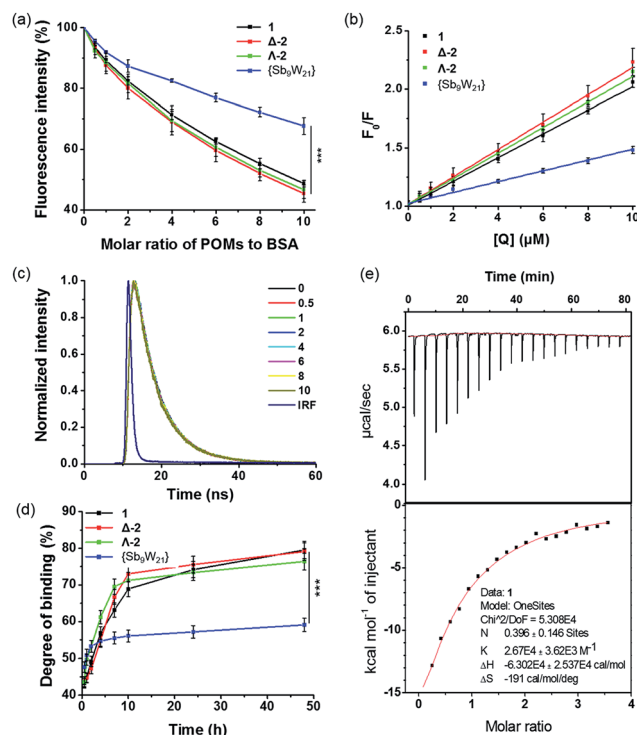 (a)
Fluorescence intensity (%)
100
80
60
40
0 2 4 6 8 10
Molar ratio of POMs to BSA
1
Δ-2
Λ-2
{Sb₉W₂₁}
***
(b)
F₀/F
2.5
2.0
1.5
1.0
0 2 4 6 8 10
[Q] (μM)
1
Δ-2
Λ-2
{Sb₉W₂₁}
(c)
Normalized intensity
1.0
0.8
0.6
0.4
0.2
0.0
0 20 40 60
Time (ns)
0
0.5
1
2
4
6
8
10
IRF
(d)
Degree of binding (%)
90
80
70
60
50
40
0 10 20 30 40 50
Time (h)
1
Δ-2
Λ-2
{Sb₉W₂₁}
***
(e)
Time (min)
0 10 20 30 40 50 60 70 80
μcal/sec
6.0
5.5
5.0
4.5
4.0
kcal mol⁻¹ of injectant
0
-5
-10
-15
Data: 1
Model: OneSites
Chi^2/DoF = 5.308E4
N 0.396 ± 0.146 Sites
K 2.67E4 ± 3.62E3 M⁻¹
ΔH -6.302E4 ± 2.537E4 cal/mol
ΔS -191 cal/mol/deg
0 1 2 3 4
Molar ratio